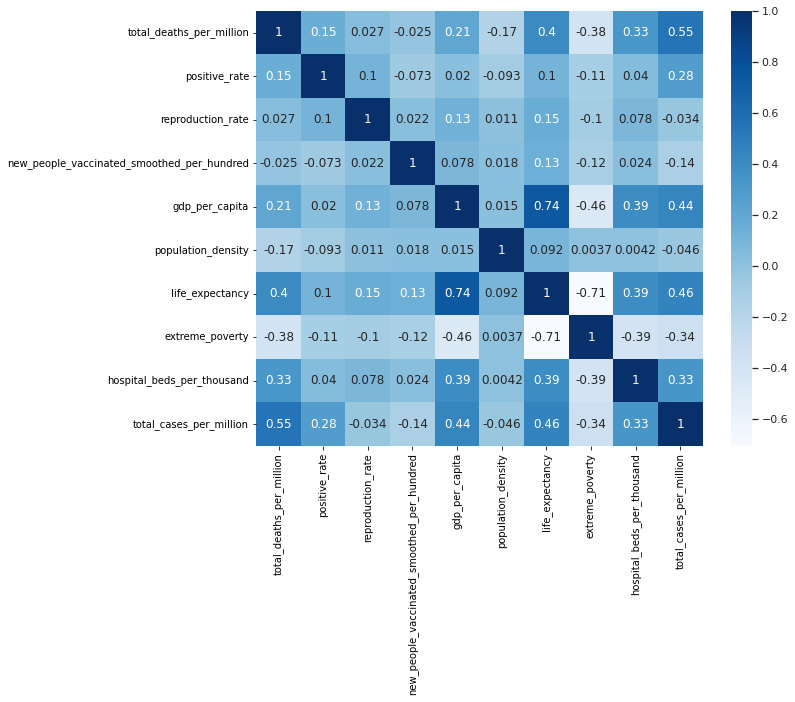 total_deaths_per_million 1 0.15 0.027 -0.025 0.21 -0.17 0.4 -0.38 0.33 0.55
positive_rate 0.15 1 0.1 -0.073 0.02 -0.093 0.1 -0.11 0.04 0.28
reproduction_rate 0.027 0.1 1 0.022 0.13 0.011 0.15 -0.1 0.078 -0.034
new_people_vaccinated_smoothed_per_hundred -0.025 -0.073 0.022 1 0.078 0.018 0.13 -0.12 0.024 -0.14
gdp_per_capita 0.21 0.02 0.13 0.078 1 0.015 0.74 -0.46 0.39 0.44
population_density -0.17 -0.093 0.011 0.018 0.015 1 0.092 0.0037 0.0042 -0.046
life_expectancy 0.4 0.1 0.15 0.13 0.74 0.092 1 -0.71 0.39 0.46
extreme_poverty -0.38 -0.11 -0.1 -0.12 -0.46 0.0037 -0.71 1 -0.39 -0.34
hospital_beds_per_thousand 0.33 0.04 0.078 0.024 0.39 0.0042 0.39 -0.39 1 0.33
total_cases_per_million 0.55 0.28 -0.034 -0.14 0.44 -0.046 0.46 -0.34 0.33 1
total_deaths_per_million
positive_rate
reproduction_rate
new_people_vaccinated_smoothed_per_hundred
gdp_per_capita
population_density
life_expectancy
extreme_poverty
hospital_beds_per_thousand
total_cases_per_million
1.0
0.8
0.6
0.4
0.2
0.0
−0.2
−0.4
−0.6